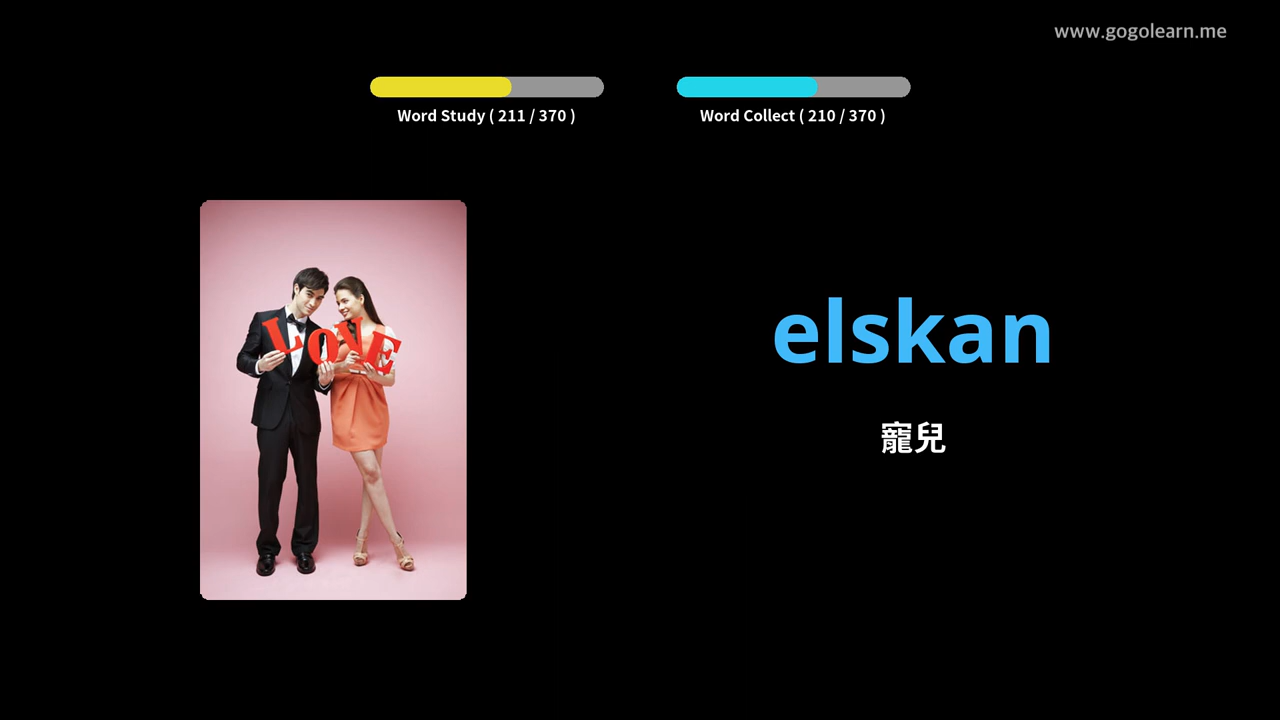 www.gogolearn.me
Word Study ( 211 / 370 )
Word Collect ( 210 / 370 )
LOVE
elskan
寵兒